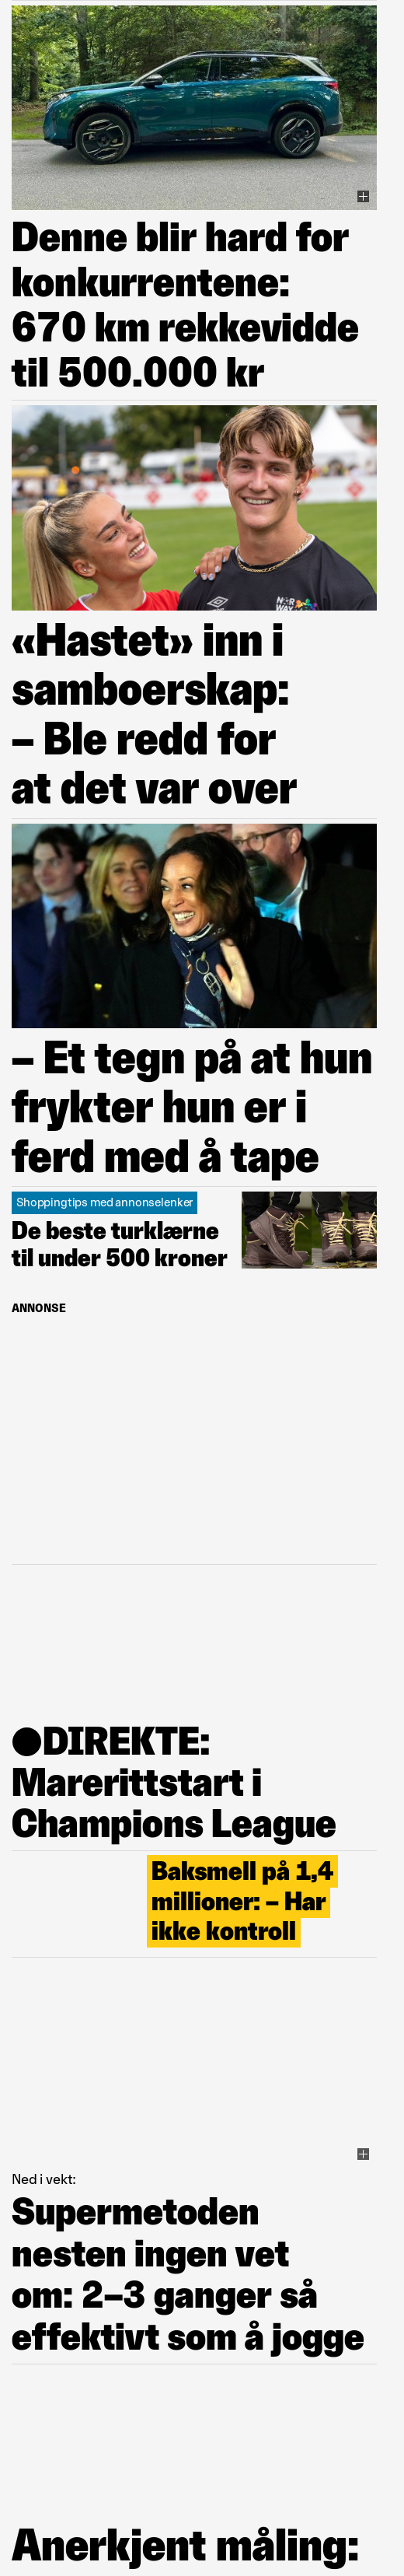 Denne blir hard for
konkurrentene:
670 km rekkevidde
til 500.000 kr
NOR
WAY
«Hastet» inn i
samboerskap:
– Ble redd for
at det var over
– Et tegn på at hun
frykter hun er i
ferd med å tape
Shoppingtips med annonselenker
De beste turklærne
til under 500 kroner
ANNONSE
●DIREKTE:
Marerittstart i
Champions League
Baksmell på 1,4
millioner: – Har
ikke kontroll
Ned i vekt:
Supermetoden
nesten ingen vet
om: 2–3 ganger så
effektivt som å jogge
Anerkjent måling: